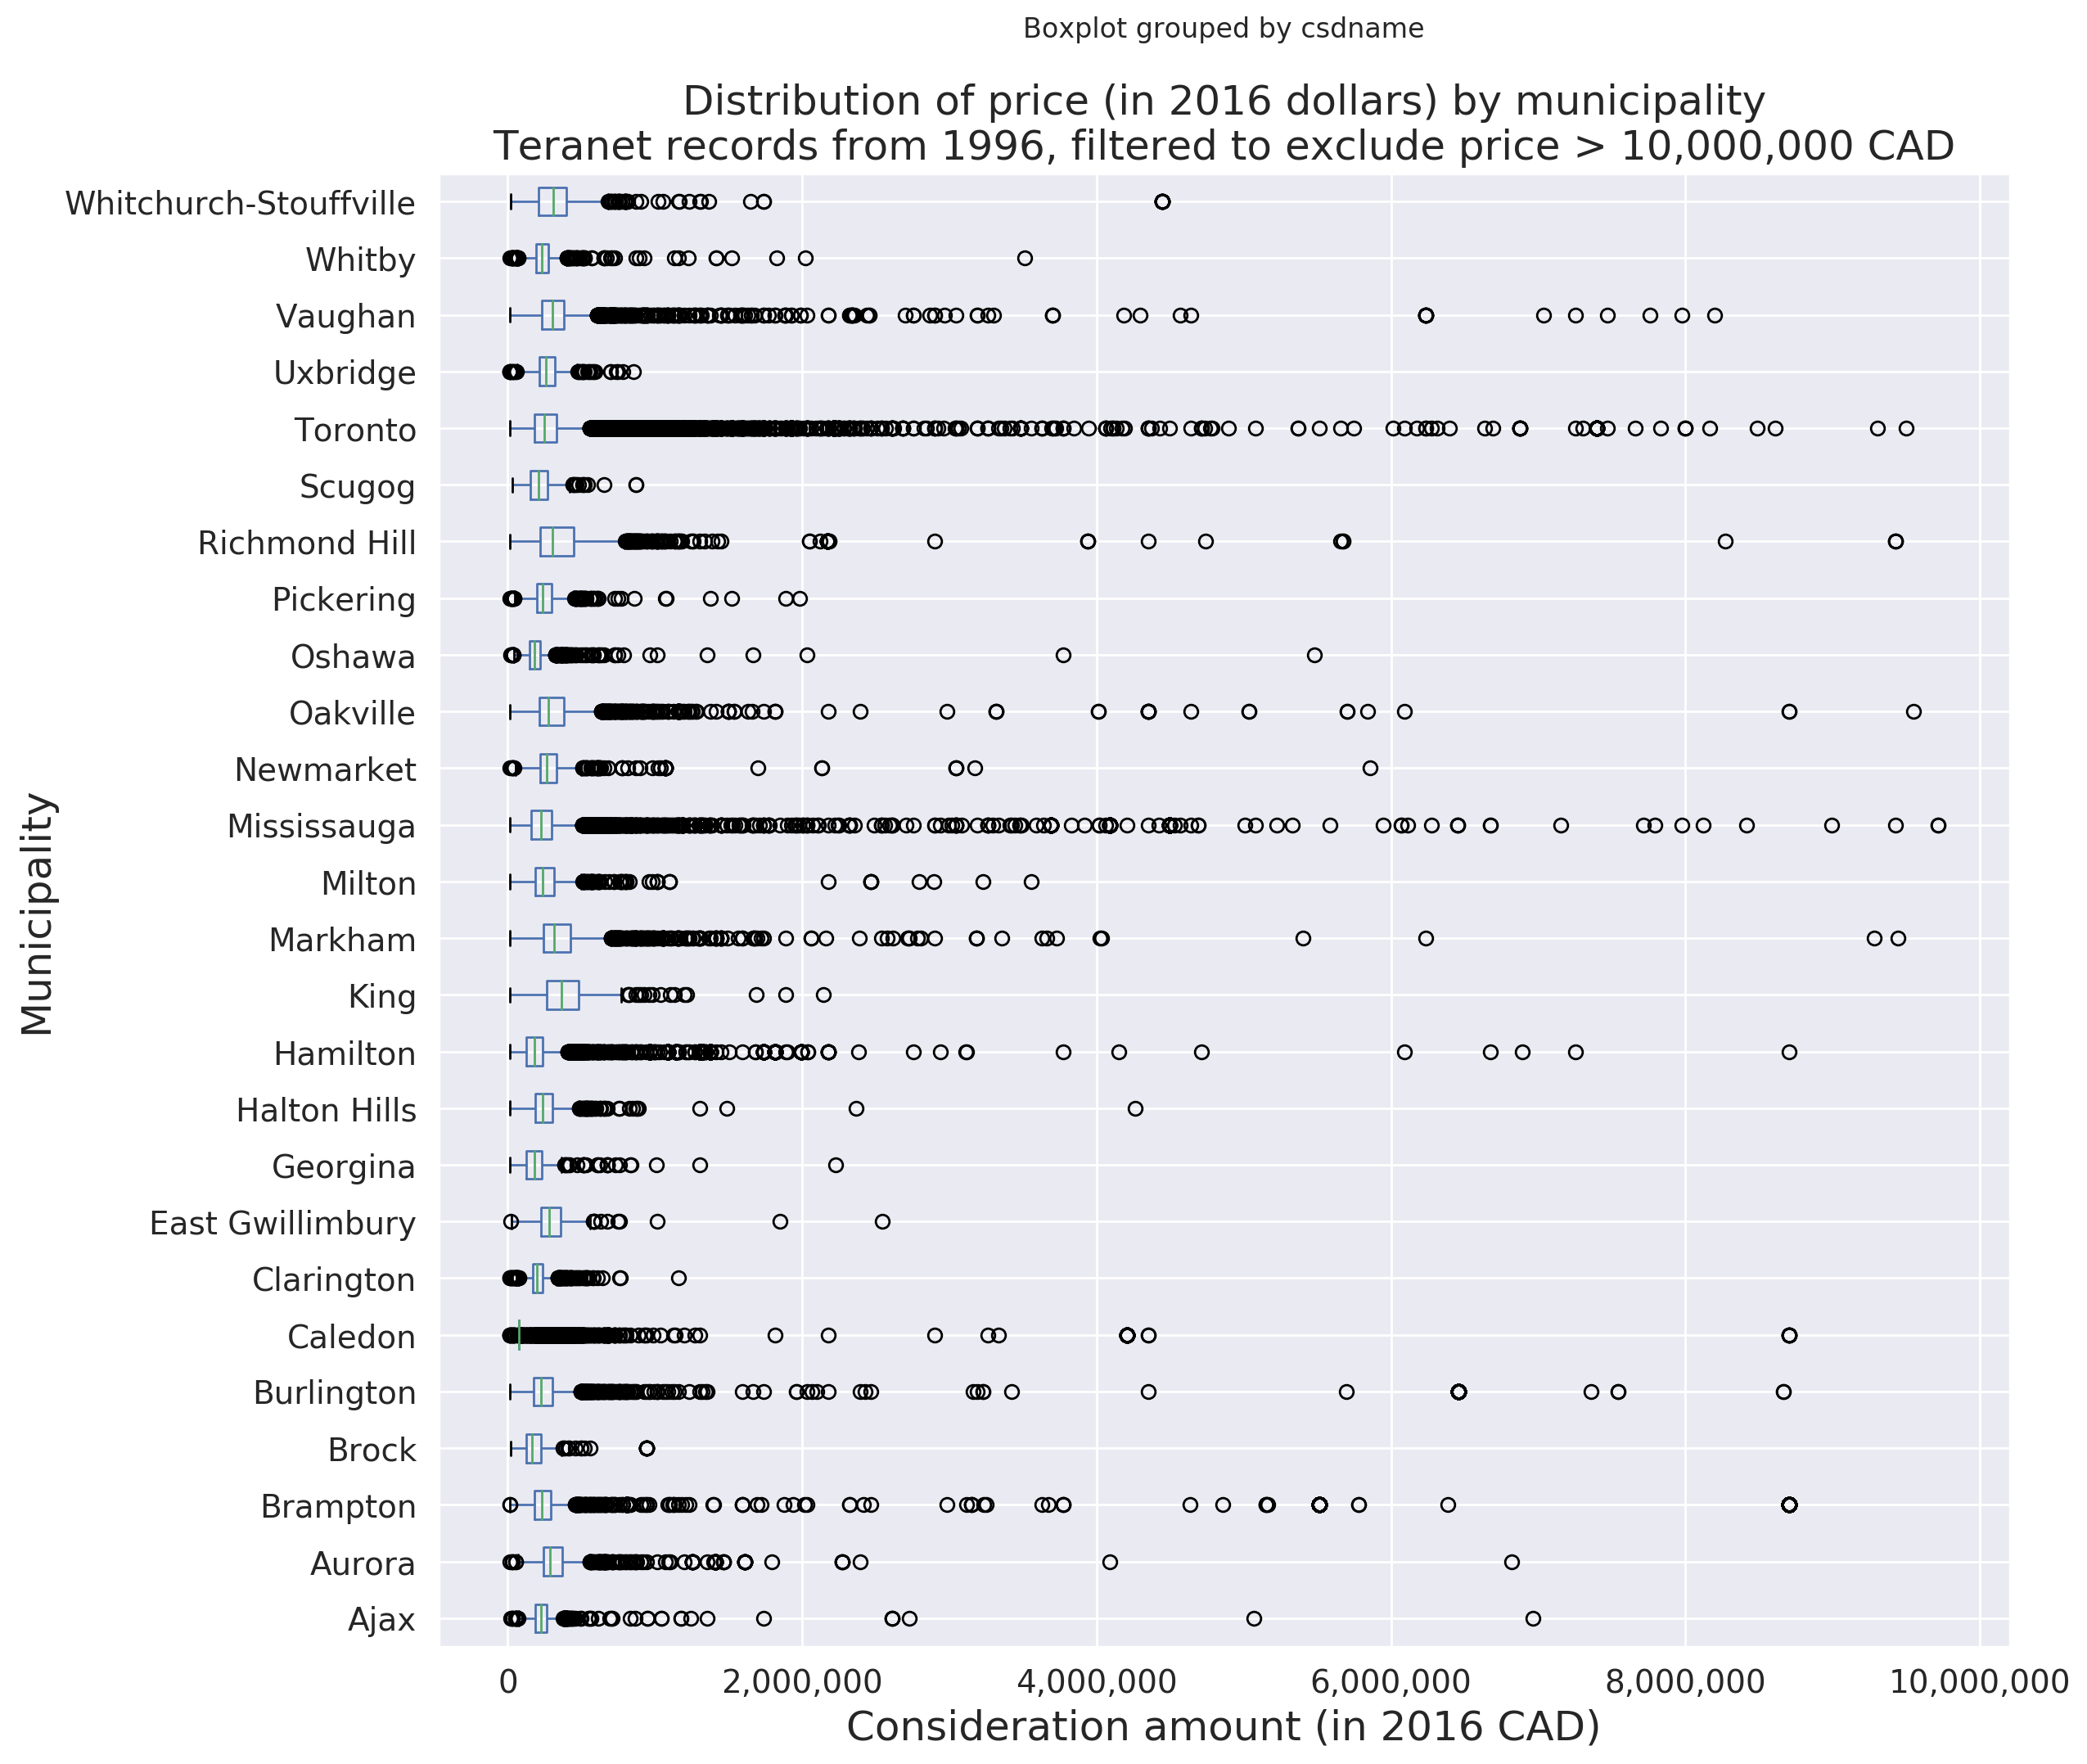 Boxplot grouped by csdname
Distribution of price (in 2016 dollars) by municipality
Teranet records from 1996, filtered to exclude price > 10,000,000 CAD
Whitchurch-Stouffville
Whitby
Vaughan
Uxbridge
Toronto
Scugog
Richmond Hill
Pickering
Oshawa
Oakville
Newmarket
Mississauga
Milton
Markham
King
Hamilton
Halton Hills
Georgina
East Gwillimbury
Clarington
Caledon
Burlington
Brock
Brampton
Aurora
Ajax
Municipality
0 2,000,000 4,000,000 6,000,000 8,000,000 10,000,000
Consideration amount (in 2016 CAD)